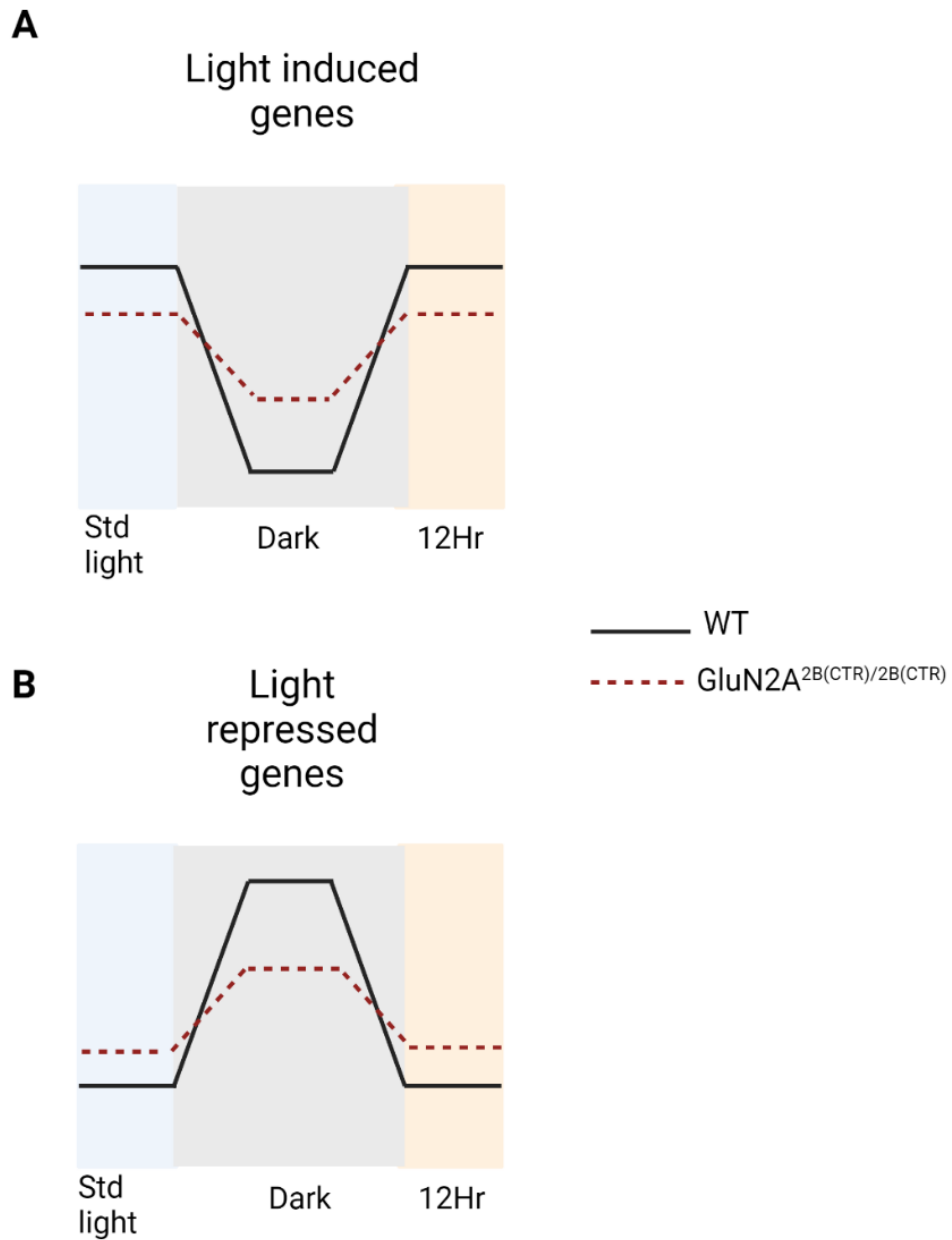 A
Light induced
genes
Std
light
Dark
12Hr
WT
GluN2A2B(CTR)/2B(CTR)
B
Light
repressed
genes
Std
light
Dark
12Hr